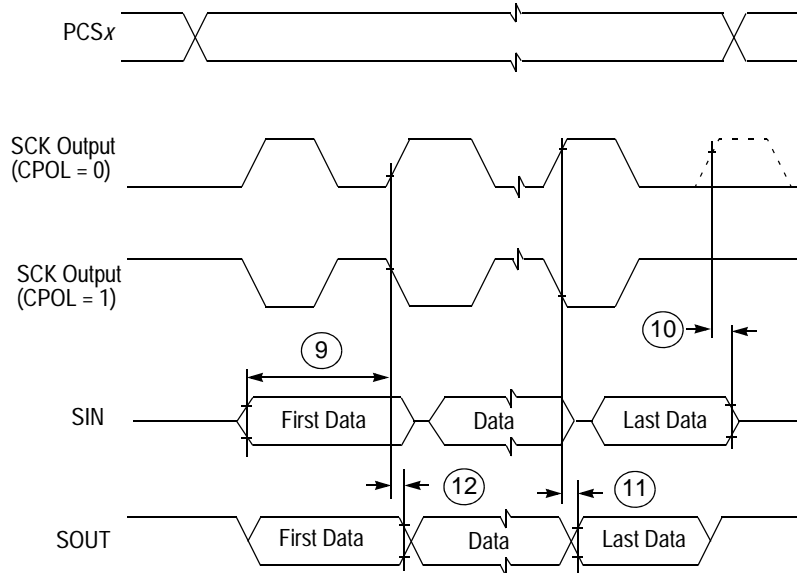 PCSx
SCK Output
(CPOL = 0)
SCK Output
(CPOL = 1)
10
9
SIN
First Data
Data
Last Data
12
11
SOUT
First Data
Data
Last Data